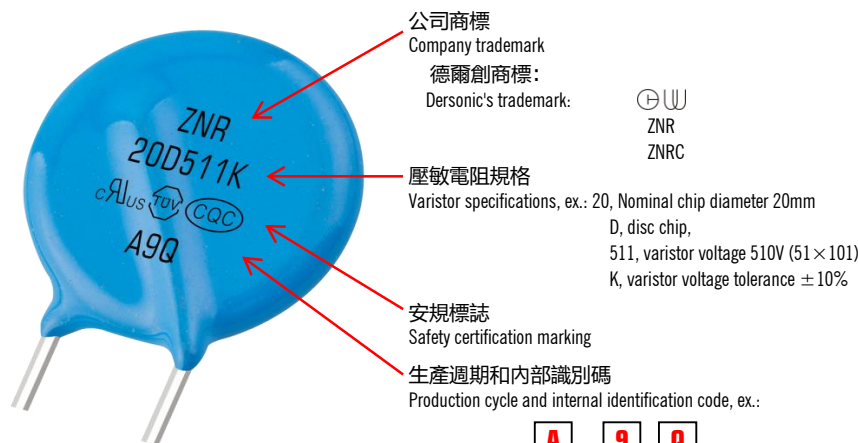 公司商標
Company trademark
德爾創商標：
Dersonic's trademark:
ZNR
ZNRC
ZNR
20D511K
cRUus TÜV CQC
A9Q
壓敏電阻規格
Varistor specifications, ex.: 20, Nominal chip diameter 20mm
D, disc chip,
511, varistor voltage 510V (51×101)
K, varistor voltage tolerance ±10%
安規標誌
Safety certification marking
生產週期和內部識別碼
Production cycle and internal identification code, ex.:
A 9 Q